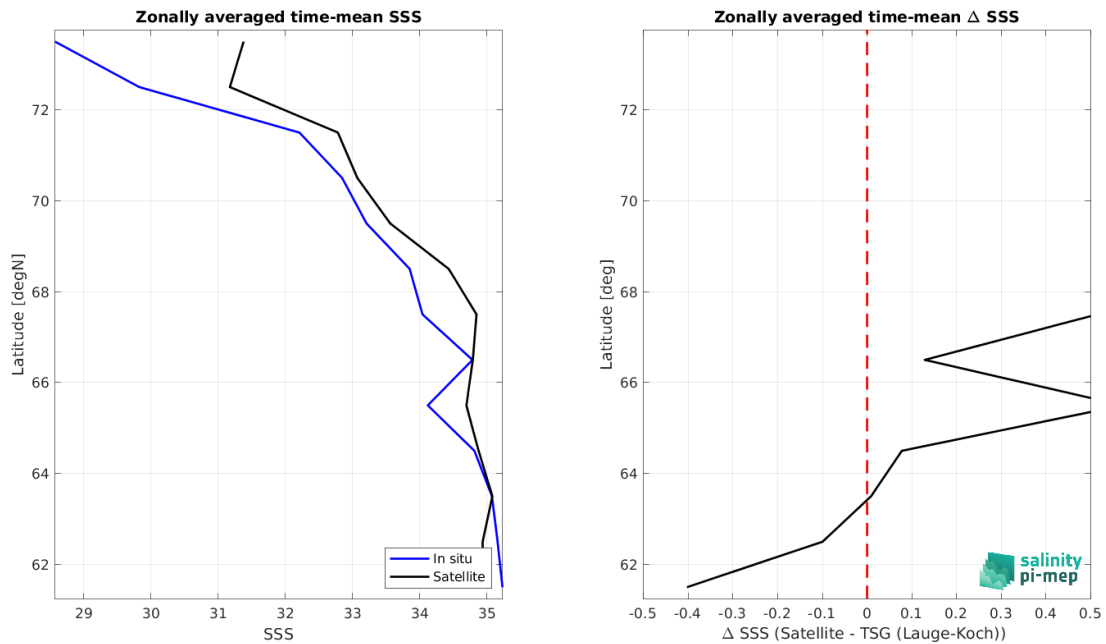 Zonally averaged time-mean SSS
72
70
68
66
64
62
Latitude [degN]
29 30 31 32 33 34 35
SSS
In situ
Satellite
Zonally averaged time-mean Δ SSS
72
70
68
66
64
62
Latitude [deg]
-0.5 -0.4 -0.3 -0.2 -0.1 0 0.1 0.2 0.3 0.4 0.5
Δ SSS (Satellite - TSG (Lauge-Koch))
salinity
pi-mep